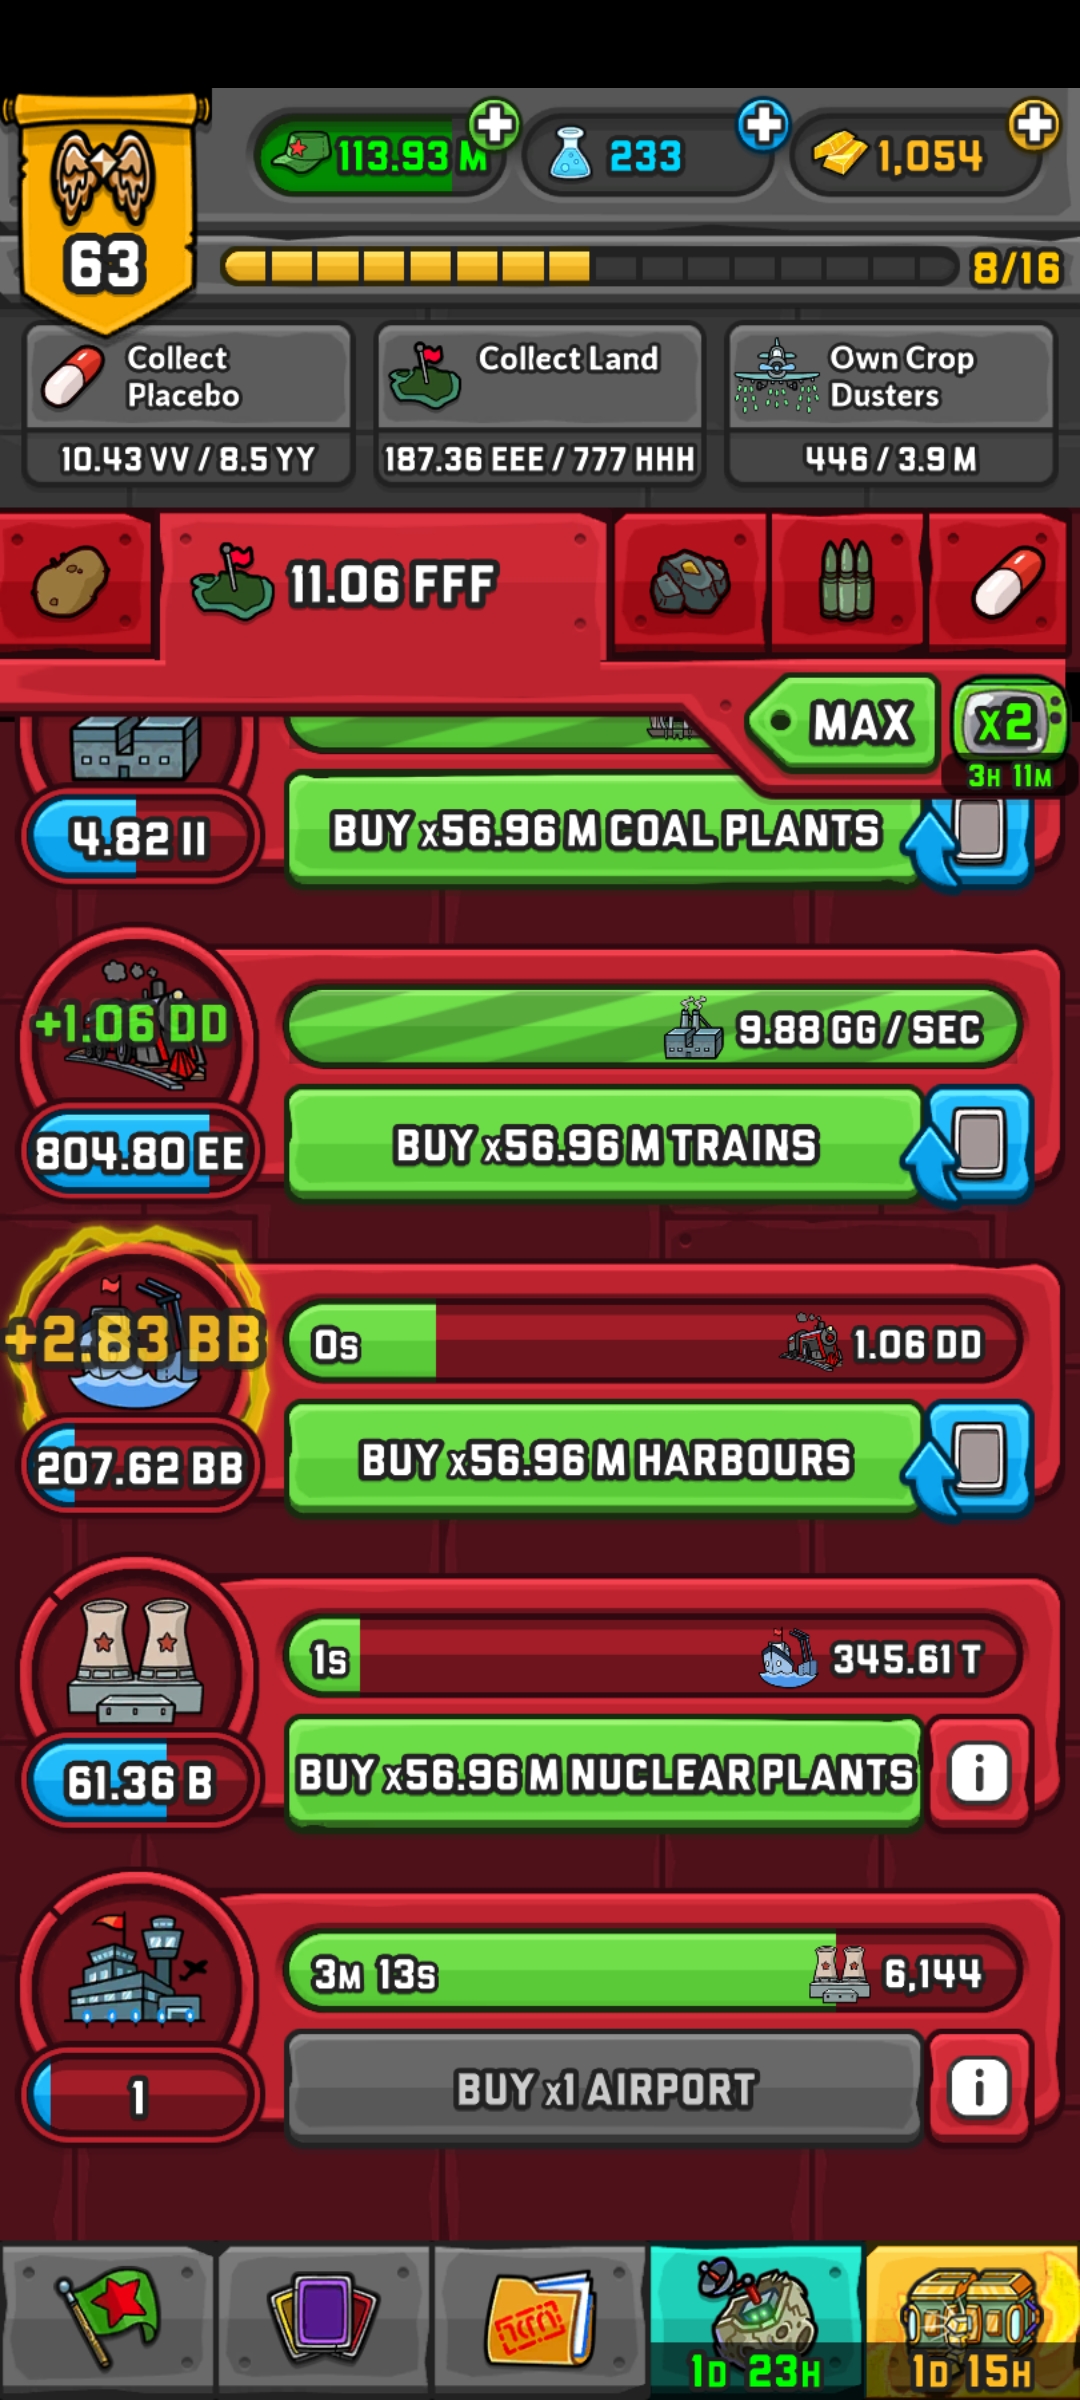 113.93 M
233
1,054
63
8/16
Collect
Placebo
10.43 VV / 8.5 YY
Collect Land
187.36 EEE / 777 HHH
Own Crop
Dusters
446 / 3.9 M
11.06 FFF
MAX
X2
3H 11M
4.82 II
BUY x56.96 M COAL PLANTS
+1.06 DD
9.88 GG / SEC
804.80 EE
BUY x56.96 M TRAINS
+2.83 BB
0s
1.06 DD
207.62 BB
BUY x56.96 M HARBOURS
1s
345.61 T
61.36 B
BUY x56.96 M NUCLEAR PLANTS
i
3M 13s
6,144
1
BUY x1 AIRPORT
i
1D 23H
1D 15H